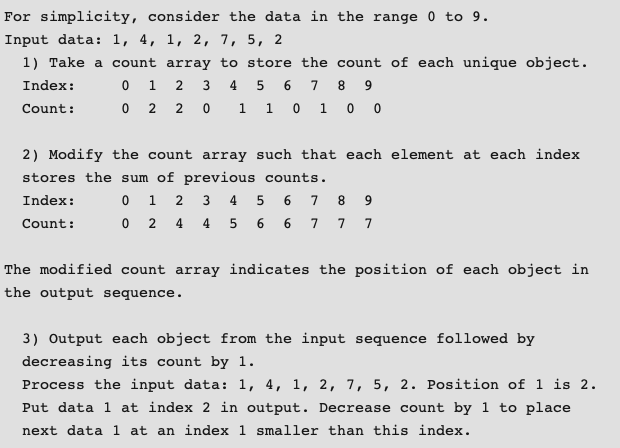 For simplicity, consider the data in the range 0 to 9.
Input data: 1, 4, 1, 2, 7, 5, 2
1) Take a count array to store the count of each unique object.
Index: 0 1 2 3 4 5 6 7 8 9
Count: 0 2 2 0 1 1 0 1 0 0
2) Modify the count array such that each element at each index
stores the sum of previous counts.
Index: 0 1 2 3 4 5 6 7 8 9
Count: 0 2 4 4 5 6 6 7 7 7
The modified count array indicates the position of each object in
the output sequence.
3) Output each object from the input sequence followed by
decreasing its count by 1.
Process the input data: 1, 4, 1, 2, 7, 5, 2. Position of 1 is 2.
Put data 1 at index 2 in output. Decrease count by 1 to place
next data 1 at an index 1 smaller than this index.